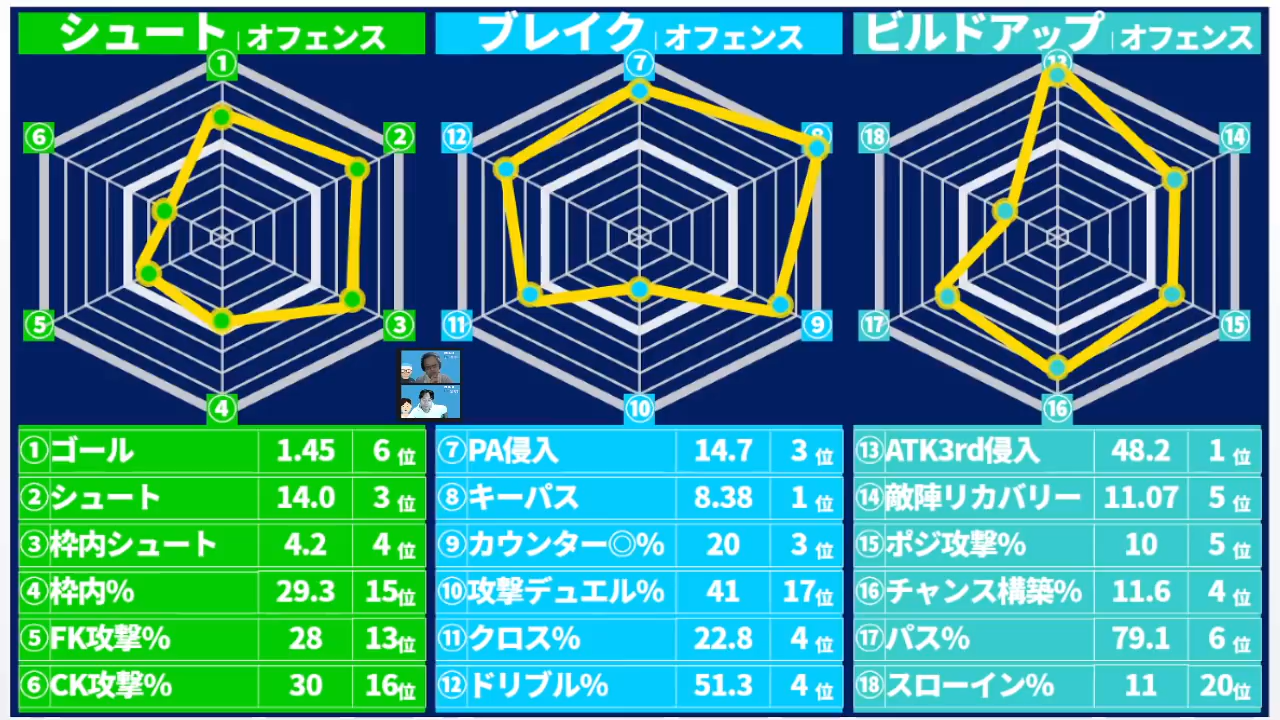 シュート | オフェンス
ブレイク | オフェンス
ビルドアップ | オフェンス
1
2
3
4
5
6
7
8
9
10
11
12
13
14
15
16
17
18
①ゴール 1.45 6 位
②シュート 14.0 3 位
③枠内シュート 4.2 4 位
④枠内% 29.3 15位
⑤FK攻撃% 28 13位
⑥CK攻撃% 30 16位
⑦PA侵入 14.7 3 位
⑧キーパス 8.38 1 位
⑨カウンター◎% 20 3 位
⑩攻撃デュエル% 41 17位
⑪クロス% 22.8 4 位
⑫ドリブル% 51.3 4 位
⑬ATK3rd侵入 48.2 1 位
⑭敵陣リカバリー 11.07 5 位
⑮ポジ攻撃% 10 5 位
⑯チャンス構築% 11.6 4 位
⑰パス% 79.1 6 位
⑱スローイン% 11 20位